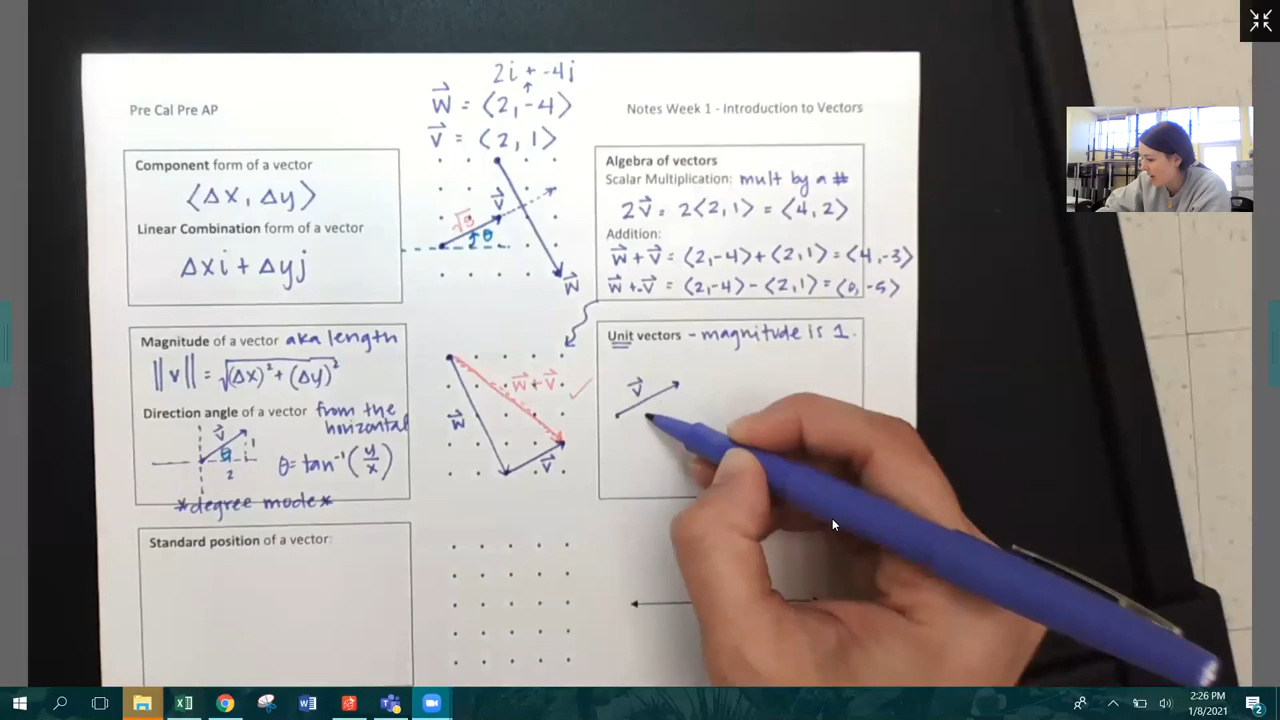 2i + -4j
Pre Cal Pre AP
w = ⟨2, -4⟩
Notes Week 1 - Introduction to Vectors
v = ⟨2, 1⟩
Component form of a vector
⟨Δx, Δy⟩
Linear Combination form of a vector
Δxi + Δyj
v
θ
w
Algebra of vectors
Scalar Multiplication: mult by a #
2v = 2⟨2, 1⟩ = ⟨4, 2⟩
Addition:
w + v = ⟨2, -4⟩ + ⟨2, 1⟩ = ⟨4, -3⟩
w + -v = ⟨2, -4⟩ - ⟨2, 1⟩ = ⟨0, -5⟩
Magnitude of a vector aka length
||v|| = √(Δx)² + (Δy)²
Direction angle of a vector from the
horizontal
v
θ
1
2
θ = tan⁻¹(y/x)
*degree mode*
w + v
w
v
Unit vectors - magnitude is 1.
v
Standard position of a vector:
2:26 PM
1/8/2021